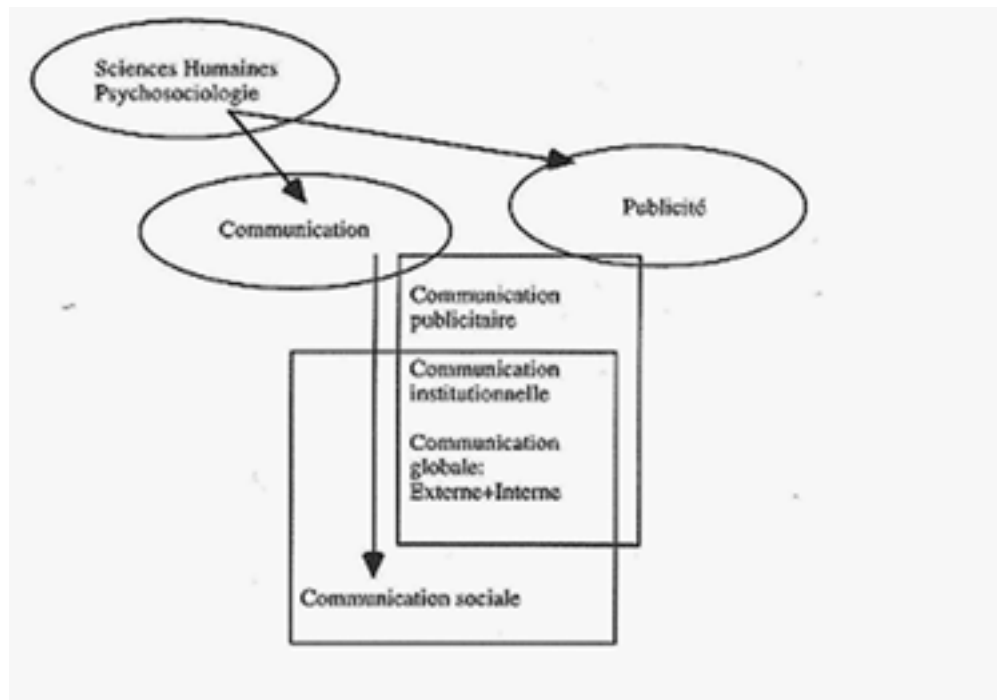 Sciences Humaines
Psychosociologie
Communication
Publicité
Communication
publicitaire
Communication
institutionnelle
Communication
globale:
Externe+Interne
Communication sociale